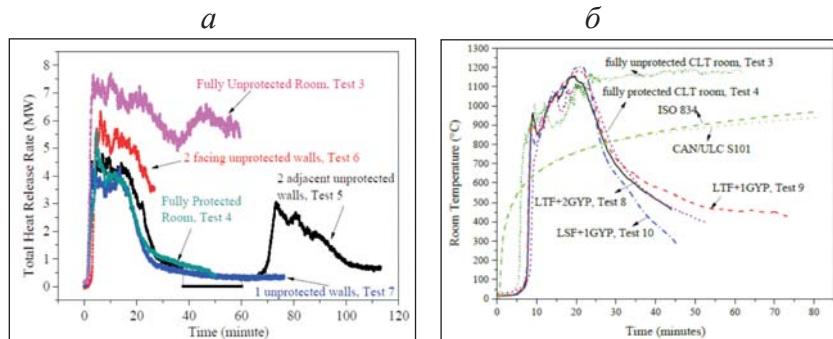 а
б
Total Heat Release Rate (MW)
8
7
6
5
4
3
2
1
0
Fully Unprotected Room, Test 3
2 facing unprotected walls, Test 6
2 adjacent unprotected
walls, Test 5
Fully Protected
Room, Test 4
1 unprotected walls, Test 7
0 20 40 60 80 100 120
Time (minute)
Room Temperature (°C)
1300
1200
1100
1000
900
800
700
600
500
400
300
200
100
0
fully unprotected CLT room, Test 3
fully protected CLT room, Test 4
ISO 834
CAN/ULC S101
LTF+1GYP, Test 9
LTF+2GYP, Test 8
LSF+1GYP, Test 10
0 10 20 30 40 50 60 70 80
Time (minutes)